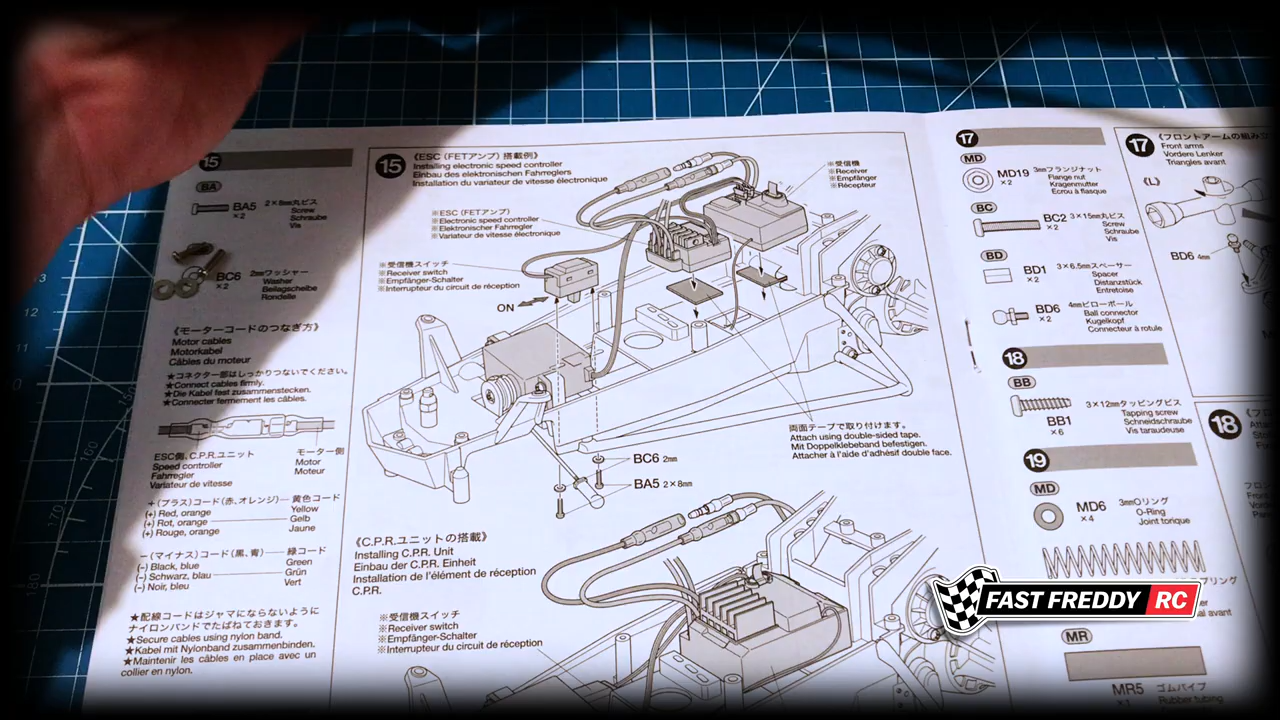 15
BA
BA5
×2
2×8mm丸ビス
Screw
Schraube
Vis
BC6
×2
2mmワッシャー
Washer
Beilagscheibe
Rondelle
《モーターコードのつなぎ方》
Motor cables
Motorkabel
Câbles du moteur
★コネクター部はしっかりつないでください。
★Connect cables firmly.
★Die Kabel fest zusammenstecken.
★Connecter fermement les câbles.
ESC側、C.P.R.ユニット
Speed controller
Fahrregler
Variateur de vitesse
モーター側
Motor
Moteur
+(プラス)コード(赤、オレンジ)― 黄色コード
(+) Red, orange
Yellow
(+) Rot, orange
Gelb
(+) Rouge, orange
Jaune
−(マイナス)コード(黒、青)― 緑コード
(-) Black, blue
Green
(-) Schwarz, blau
Grün
(-) Noir, bleu
Vert
★配線コードはジャマにならないように
ナイロンバンドでたばねておきます。
★Secure cables using nylon band.
★Kabel mit Nylonband zusammenbinden.
★Maintenir les câbles en place avec un
collier en nylon.
15
《ESC (FETアンプ) 搭載例》
Installing electronic speed controller
Einbau des elektronischen Fahrreglers
Installation du variateur de vitesse électronique
※受信機
※Receiver
※Empfänger
※Récepteur
※ESC (FETアンプ)
※Electronic speed controller
※Elektronischer Fahrregler
※Variateur de vitesse électronique
※受信機スイッチ
※Receiver switch
※Empfänger-Schalter
※Interrupteur du circuit de réception
ON
両面テープで取り付けます。
Attach using double-sided tape.
Mit Doppelklebeband befestigen.
Attacher à l'aide d'adhésif double face.
BC6 2mm
BA5 2×8mm
《C.P.R.ユニットの搭載》
Installing C.P.R. Unit
Einbau der C.P.R. Einheit
Installation de l'élément de réception
C.P.R.
※受信機スイッチ
※Receiver switch
※Empfänger-Schalter
※Interrupteur du circuit de réception
17
MD
MD19
×2
3mmフランジナット
Flange nut
Kragenmutter
Ecrou à flasque
BC
BC2
×2
3×15mm丸ビス
Screw
Schraube
Vis
BD
BD1
×2
3×6.5mmスペーサー
Spacer
Distanzstück
Entretoise
BD6
×2
4mmピローボール
Ball connector
Kugelkopf
Connecteur à rotule
18
BB
BB1
×6
3×12mmタッピングビス
Tapping screw
Schneidschraube
Vis taraudeuse
19
MD
MD6
×4
3mmOリング
O-Ring
Joint torique
MR
MR5
×1
ゴムパイプ
Rubber tubing
17
《フロントアームの組み立
Front arms
Vordere Lenker
Triangles avant
《L》
BD6 4mm
18
FAST FREDDY RC
13
12
11
160
170
180